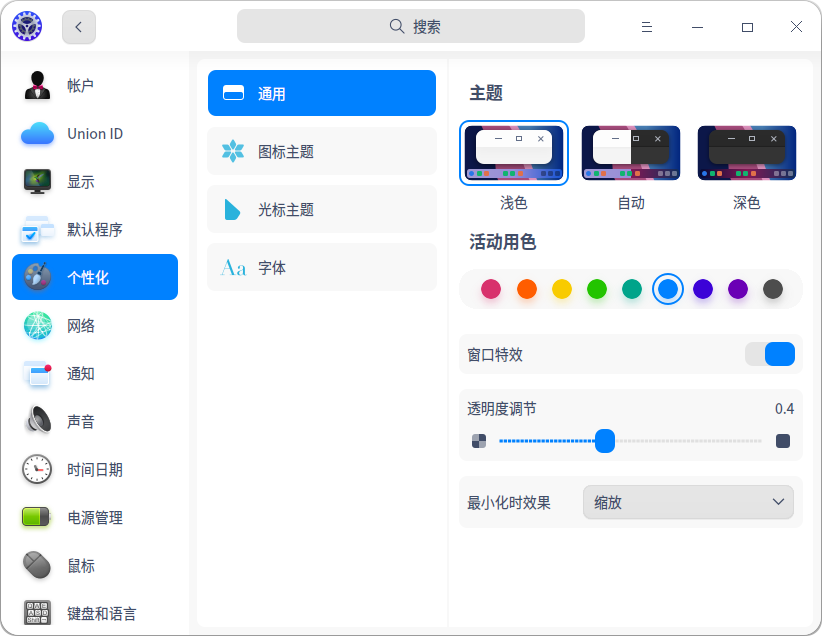 搜索
帐户
Union ID
显示
默认程序
个性化
网络
通知
声音
时间日期
电源管理
鼠标
键盘和语言
通用
图标主题
光标主题
Aa 字体
主题
浅色
自动
深色
活动用色
窗口特效
透明度调节
0.4
最小化时效果
缩放